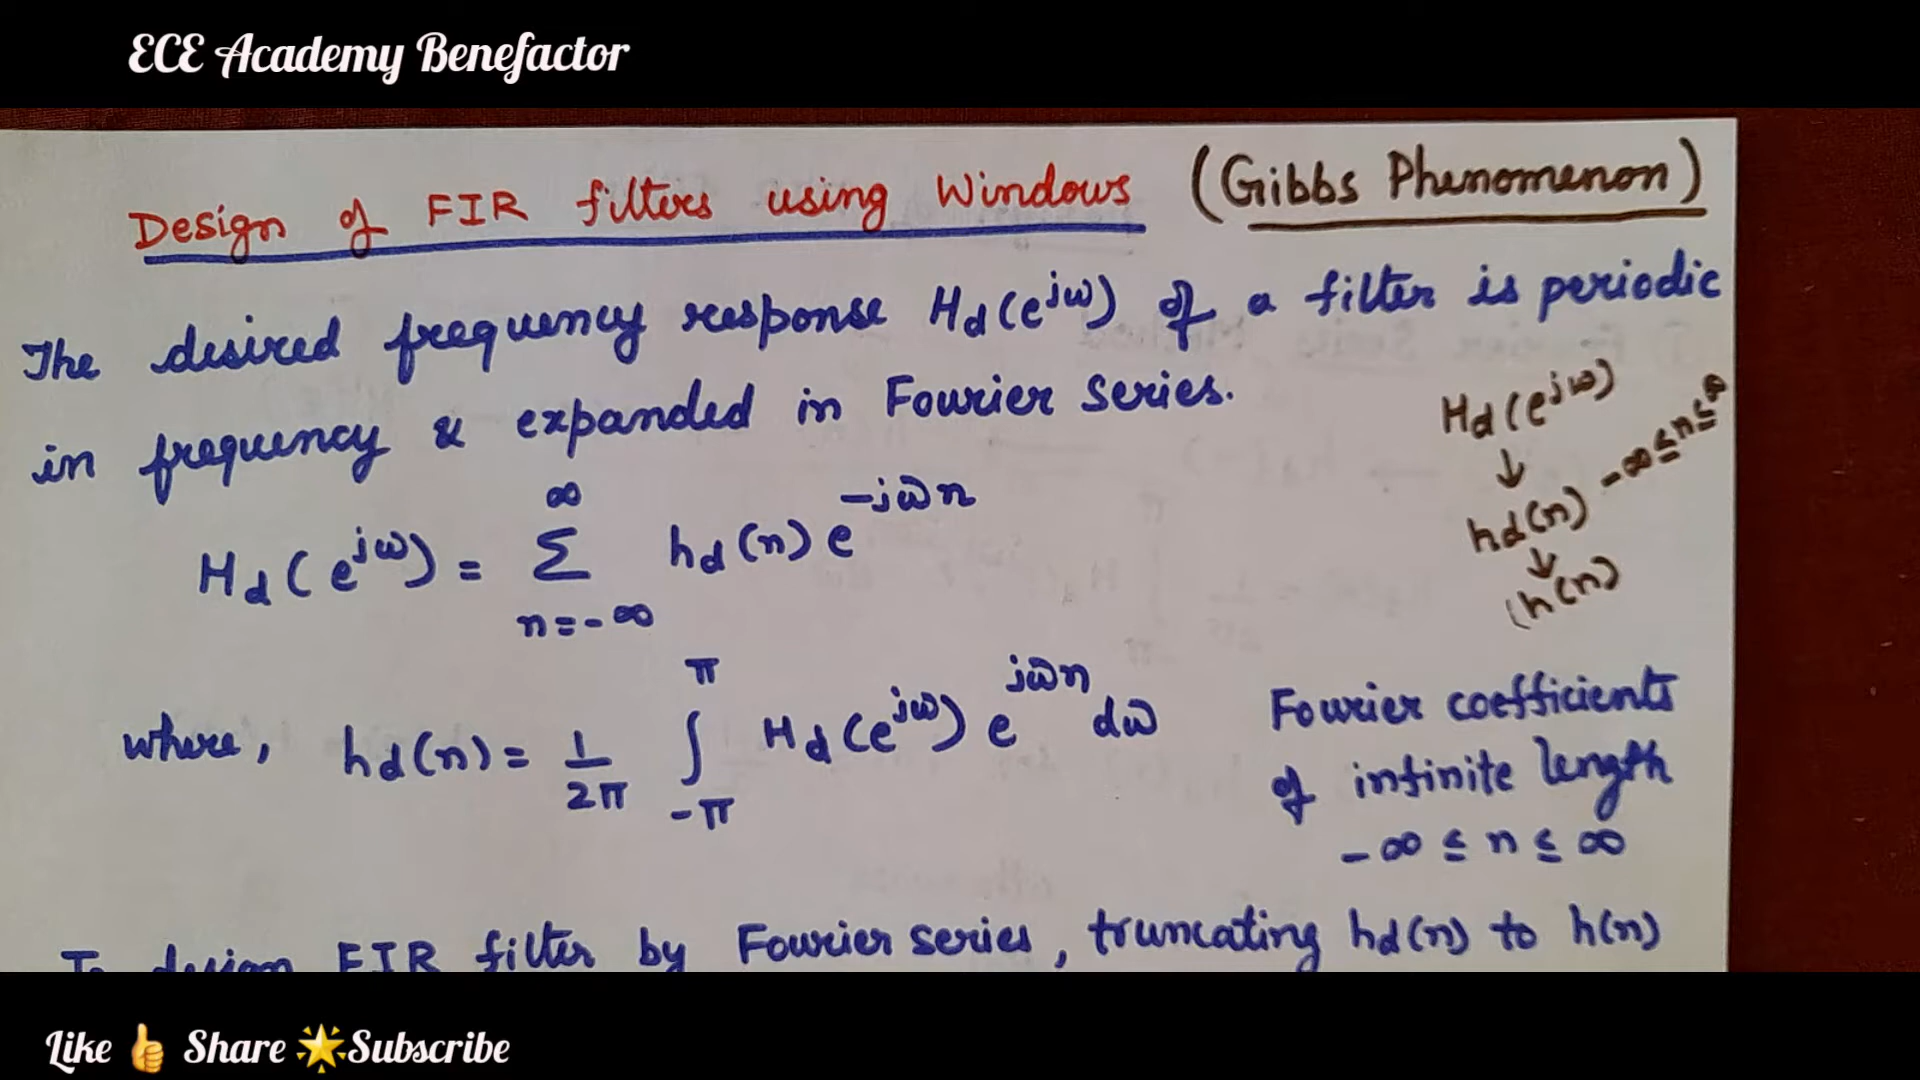 ECE Academy Benefactor
Design of FIR filters using Windows (Gibbs Phenomenon)
The desired frequency response Hd(e^jω) of a filter is periodic
in frequency & expanded in Fourier Series.
Hd(e^jω)
↓
hd(n) -∞≤n≤∞
↓
(h(n)
∞
Hd(e^jω) = Σ hd(n) e^-jωn
n=-∞
π
where, hd(n) = 1/2π ∫ Hd(e^jω) e^jωn dω
-π
Fourier coefficients
of infinite length
-∞ ≤ n ≤ ∞
To design FIR filter by Fourier series, truncating hd(n) to h(n)
Like 👍 Share 🌟Subscribe